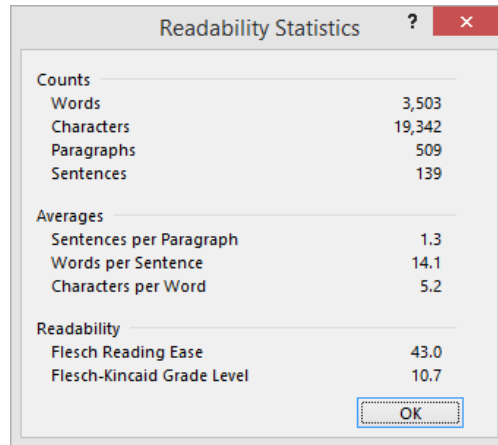 Readability Statistics ? ×
Counts
Words 3,503
Characters 19,342
Paragraphs 509
Sentences 139
Averages
Sentences per Paragraph 1.3
Words per Sentence 14.1
Characters per Word 5.2
Readability
Flesch Reading Ease 43.0
Flesch-Kincaid Grade Level 10.7
OK